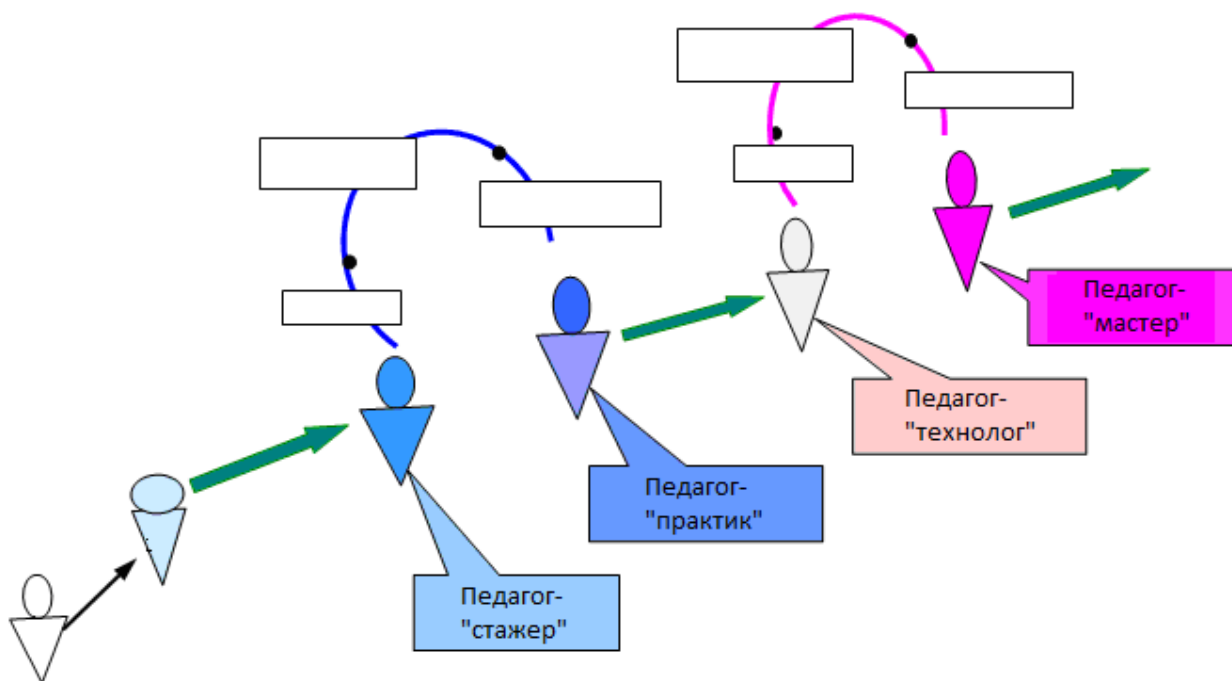 Педагог-
"мастер"
Педагог-
"технолог"
Педагог-
"практик"
Педагог-
"стажер"